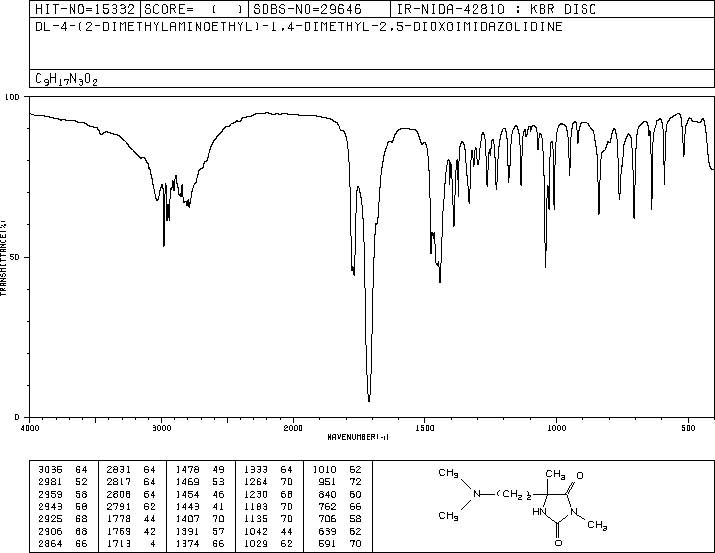 HIT-NO=15332 SCORE= ( ) SDBS-NO=29646 IR-NIDA-42810 : KBR DISC
DL-4-(2-DIMETHYLAMINOETHYL)-1,4-DIMETHYL-2,5-DIOXOIMIDAZOLIDINE
C9H17N3O2
100
TRANSMITTANCE(%)
50
0
4000 3000 2000 1500 1000 500
WAVENUMBER(-1)
3036 64 2831 64 1478 49 1333 64 1010 62
2981 52 2817 64 1469 53 1264 70 951 72
2959 58 2808 64 1454 46 1230 68 840 60
2943 58 2791 62 1443 41 1183 70 762 66
2925 68 1778 44 1407 70 1135 70 706 58
2906 68 1769 42 1391 57 1042 44 639 62
2864 66 1713 4 1374 66 1029 62 591 70
CH3 CH3 O
N (CH2)2
CH3 HN N CH3
O